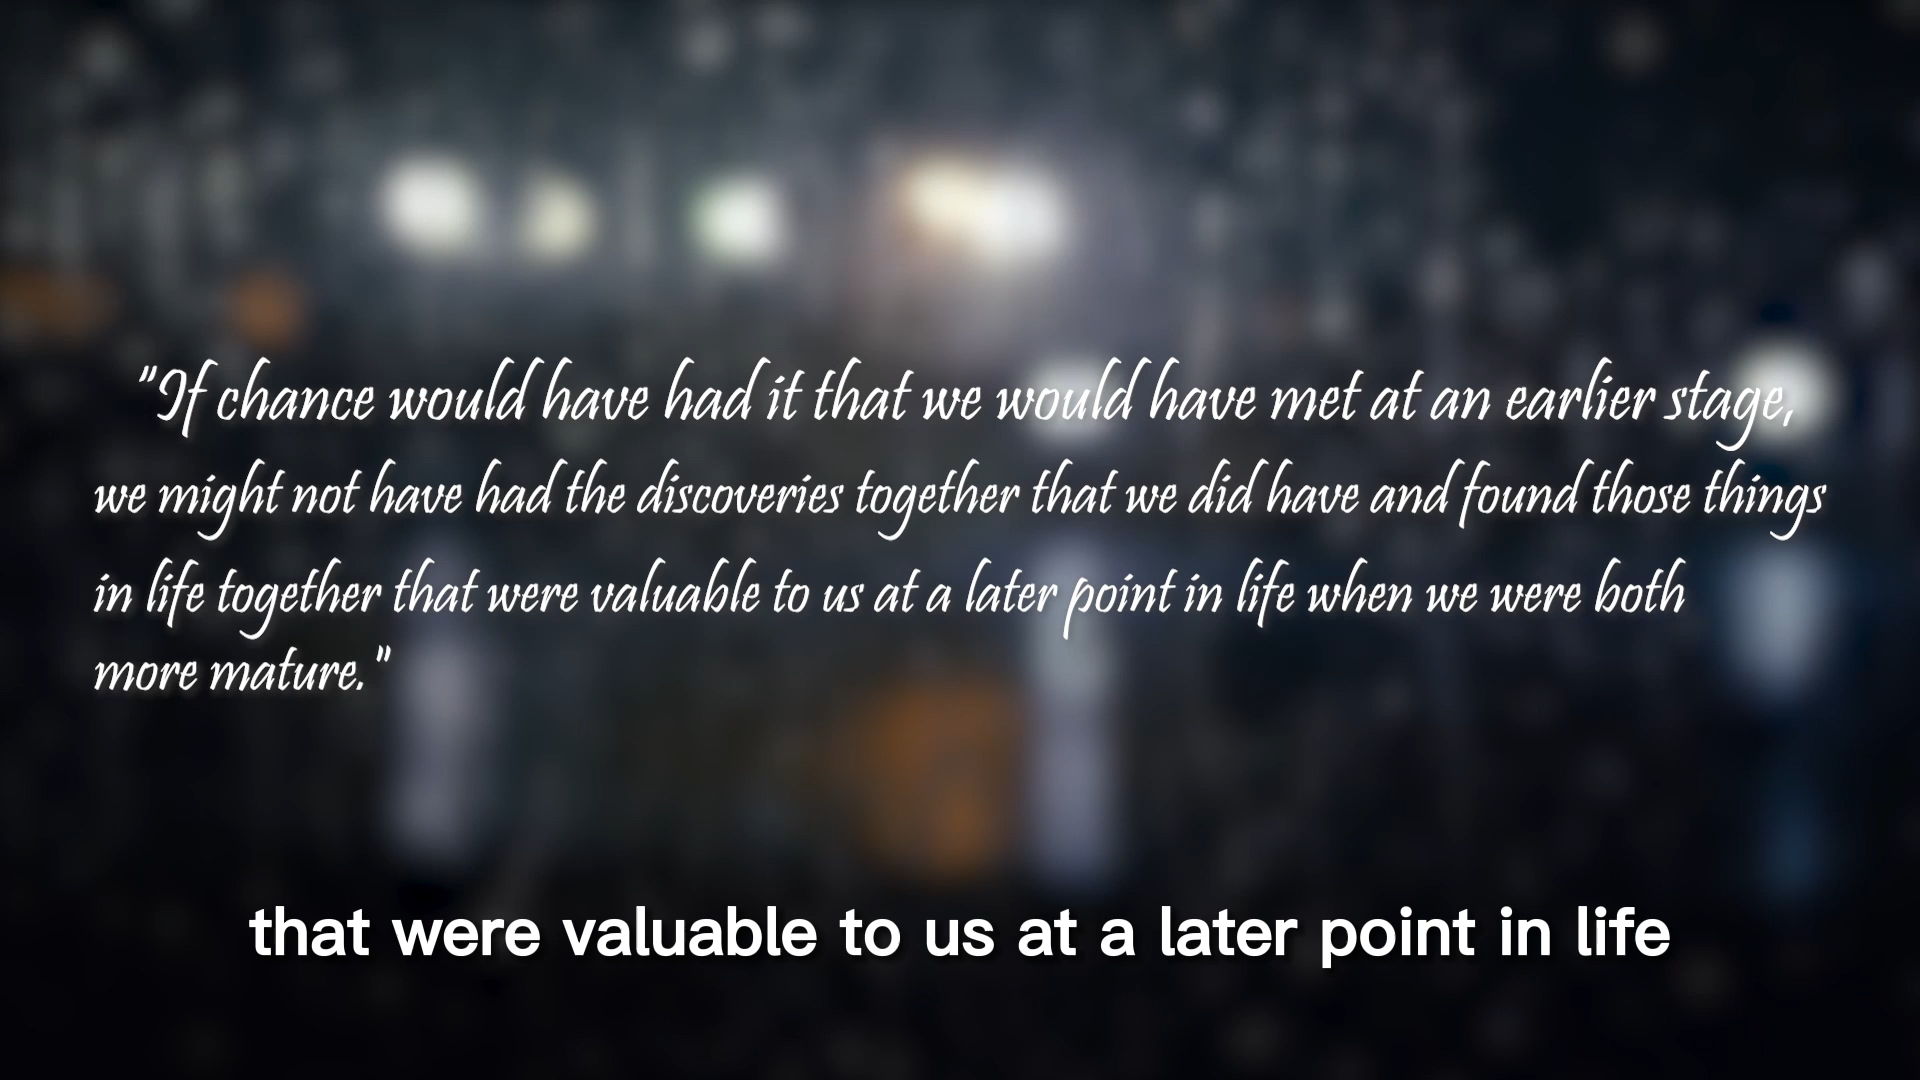 "If chance would have had it that we would have met at an earlier stage,
we might not have had the discoveries together that we did have and found those things
in life together that were valuable to us at a later point in life when we were both
more mature."
that were valuable to us at a later point in life